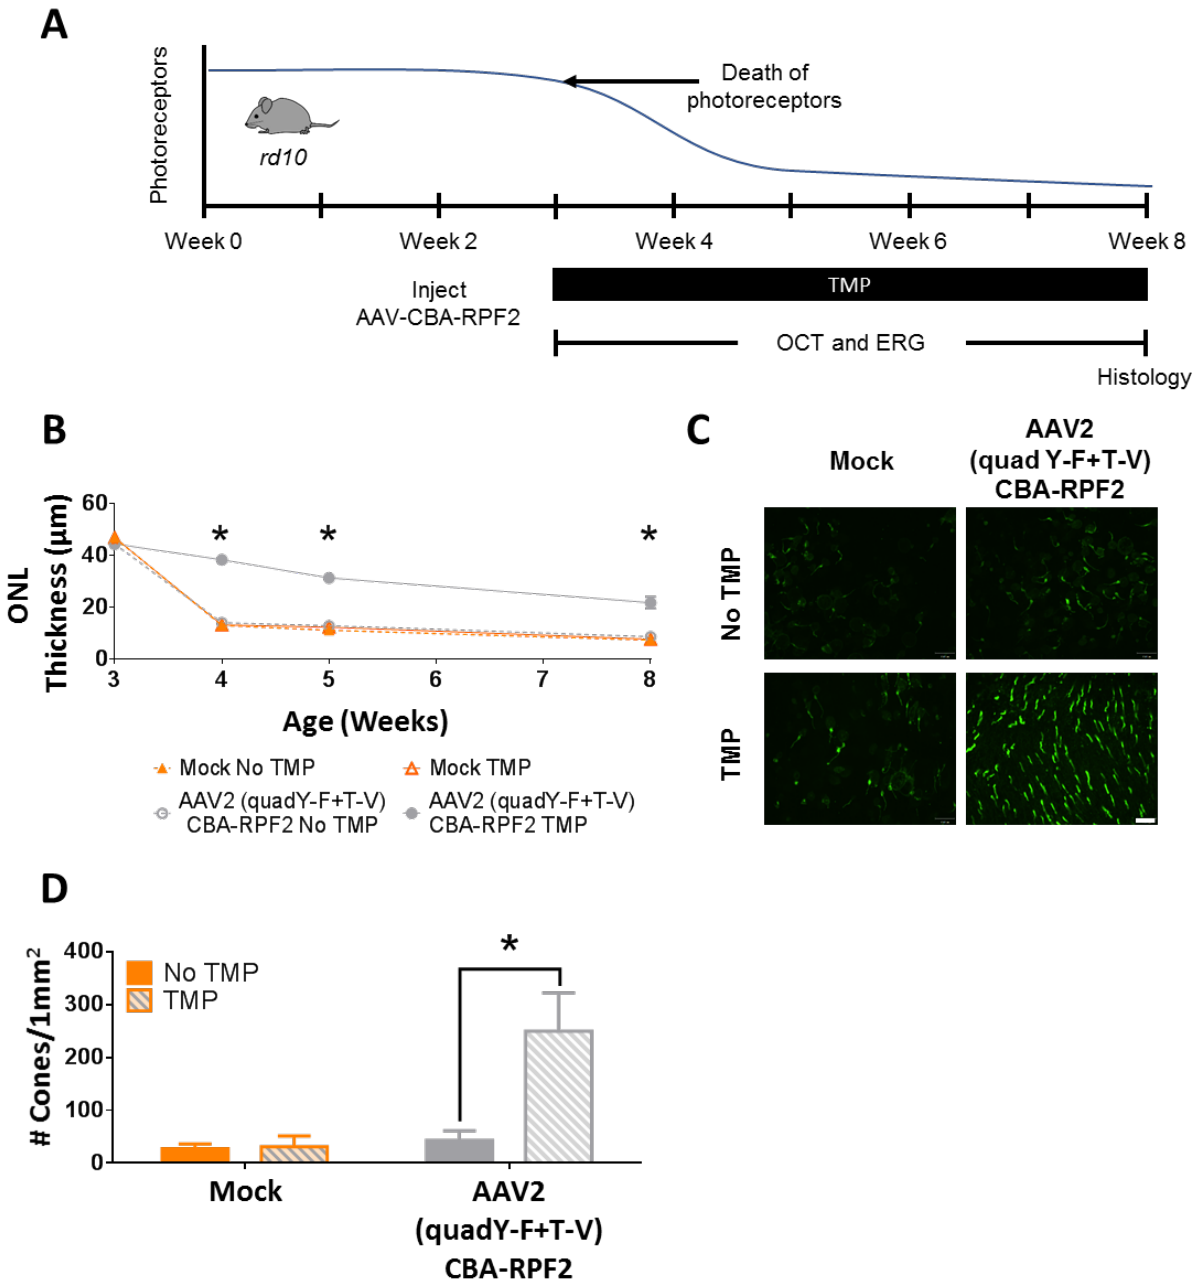 A
Photoreceptors
Death of
photoreceptors
rd10
Week 0
Week 2
Week 4
Week 6
Week 8
Inject
AAV-CBA-RPF2
TMP
OCT and ERG
Histology
B
ONL
Thickness (μm)
60
40
20
0
3
4
5
6
7
8
*
*
*
Age (Weeks)
Mock No TMP
Mock TMP
AAV2 (quadY-F+T-V)
CBA-RPF2 No TMP
AAV2 (quadY-F+T-V)
CBA-RPF2 TMP
C
Mock
AAV2
(quad Y-F+T-V)
CBA-RPF2
No TMP
TMP
D
# Cones/1mm²
400
300
200
100
0
No TMP
TMP
*
Mock
AAV2
(quadY-F+T-V)
CBA-RPF2